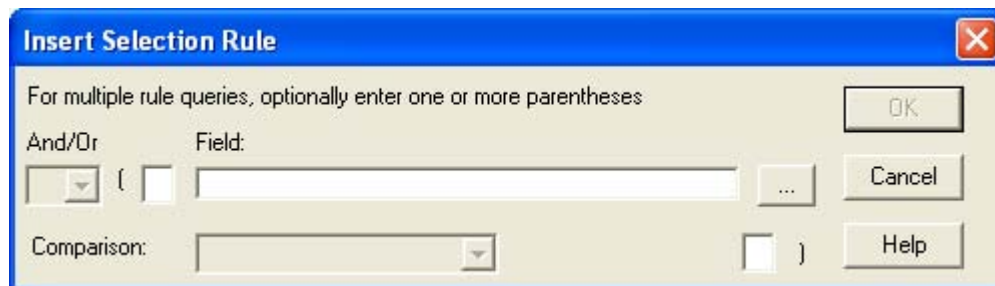 Insert Selection Rule
For multiple rule queries, optionally enter one or more parentheses
OK
And/Or Field:
(
...
Cancel
Comparison:
)
Help